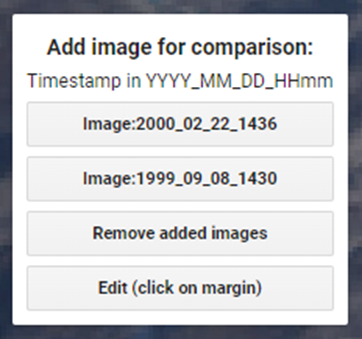 Add image for comparison:
Timestamp in YYYY_MM_DD_HHmm
Image:2000_02_22_1436
Image:1999_09_08_1430
Remove added images
Edit (click on margin)